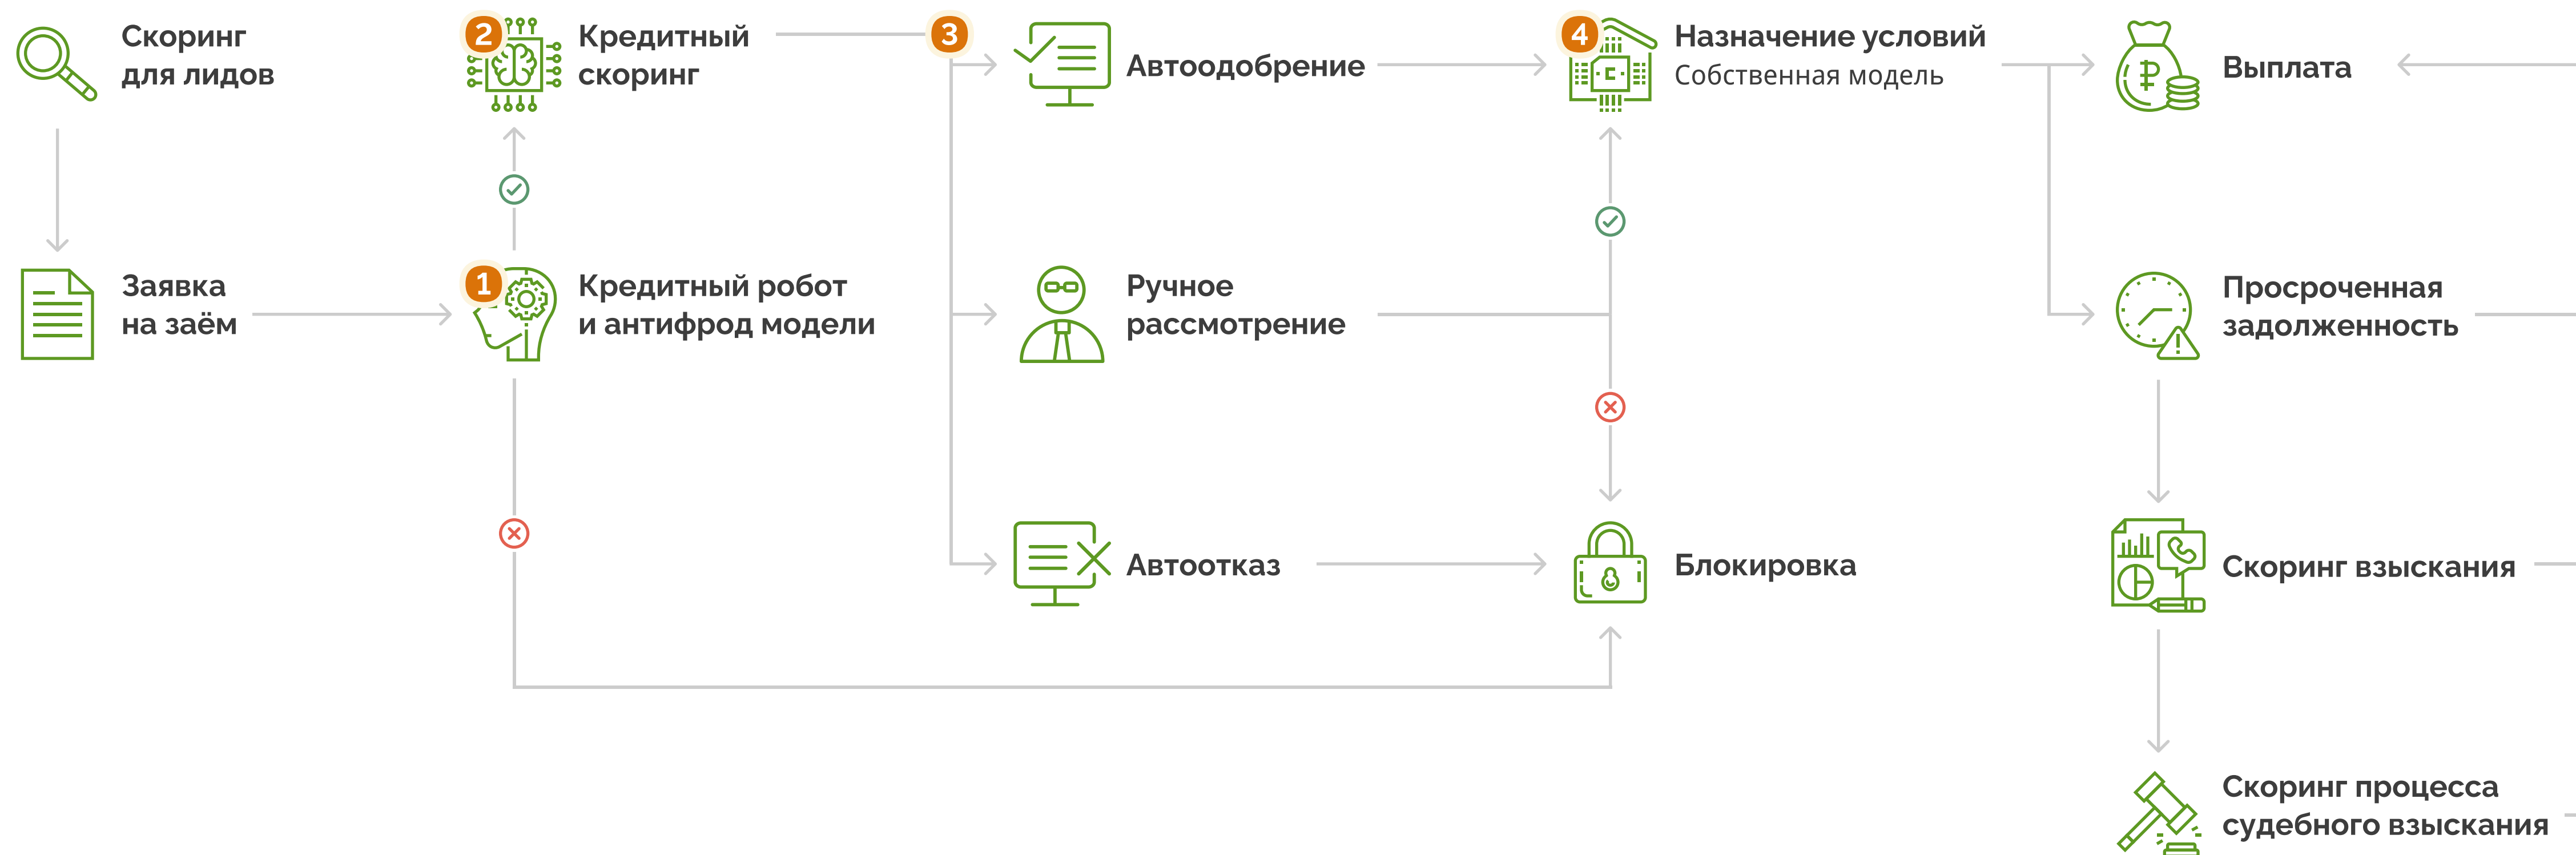 Скоринг
для лидов
2
Кредитный
скоринг
3
Автоодобрение
4
Назначение условий
Собственная модель
Выплата
Заявка
на заём
1
Кредитный робот
и антифрод модели
Ручное
рассмотрение
Просроченная
задолженность
Автоотказ
Блокировка
Скоринг взыскания
Скоринг процесса
судебного взыскания